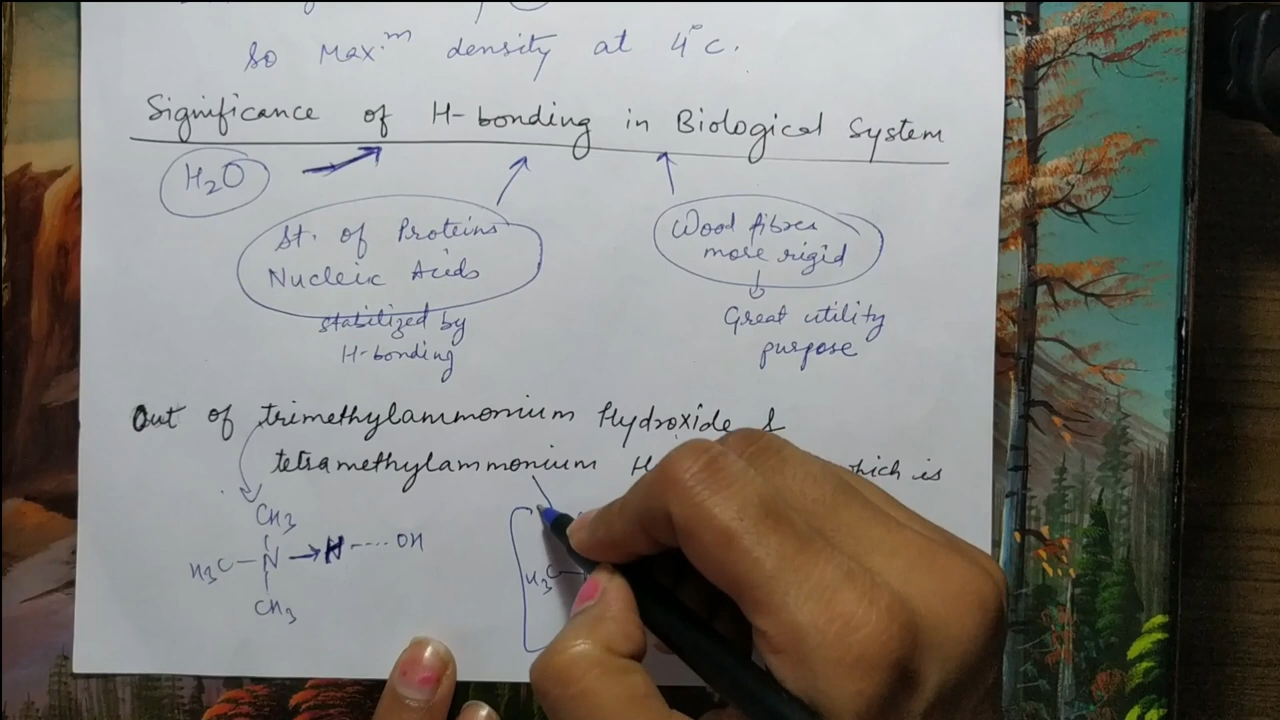 So Max.m density at 4°C.
Significance of H-bonding in Biological System
H2O
St. of Proteins
Nucleic Acids
stabilized by
H-bonding
Wood fibres
more rigid
Great utility
purpose
Out of trimethylammonium Hydroxide &
tetramethylammonium which is
CH3
H3C-N→H----OH
CH3
H3C